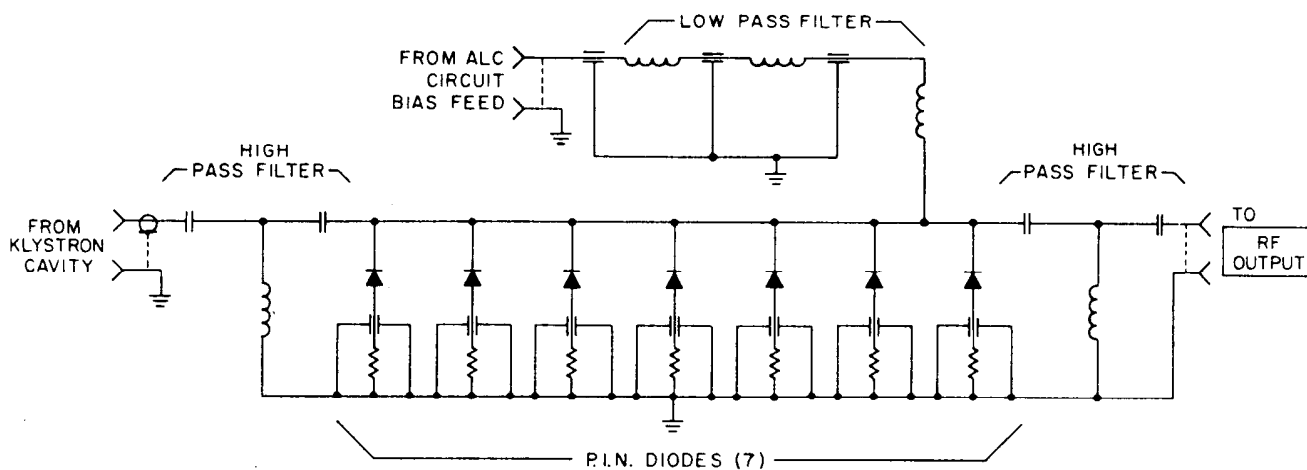 LOW PASS FILTER
FROM ALC
CIRCUIT
BIAS FEED
HIGH
PASS FILTER
HIGH
PASS FILTER
FROM
KLYSTRON
CAVITY
TO
RF
OUTPUT
P.I.N. DIODES (7)